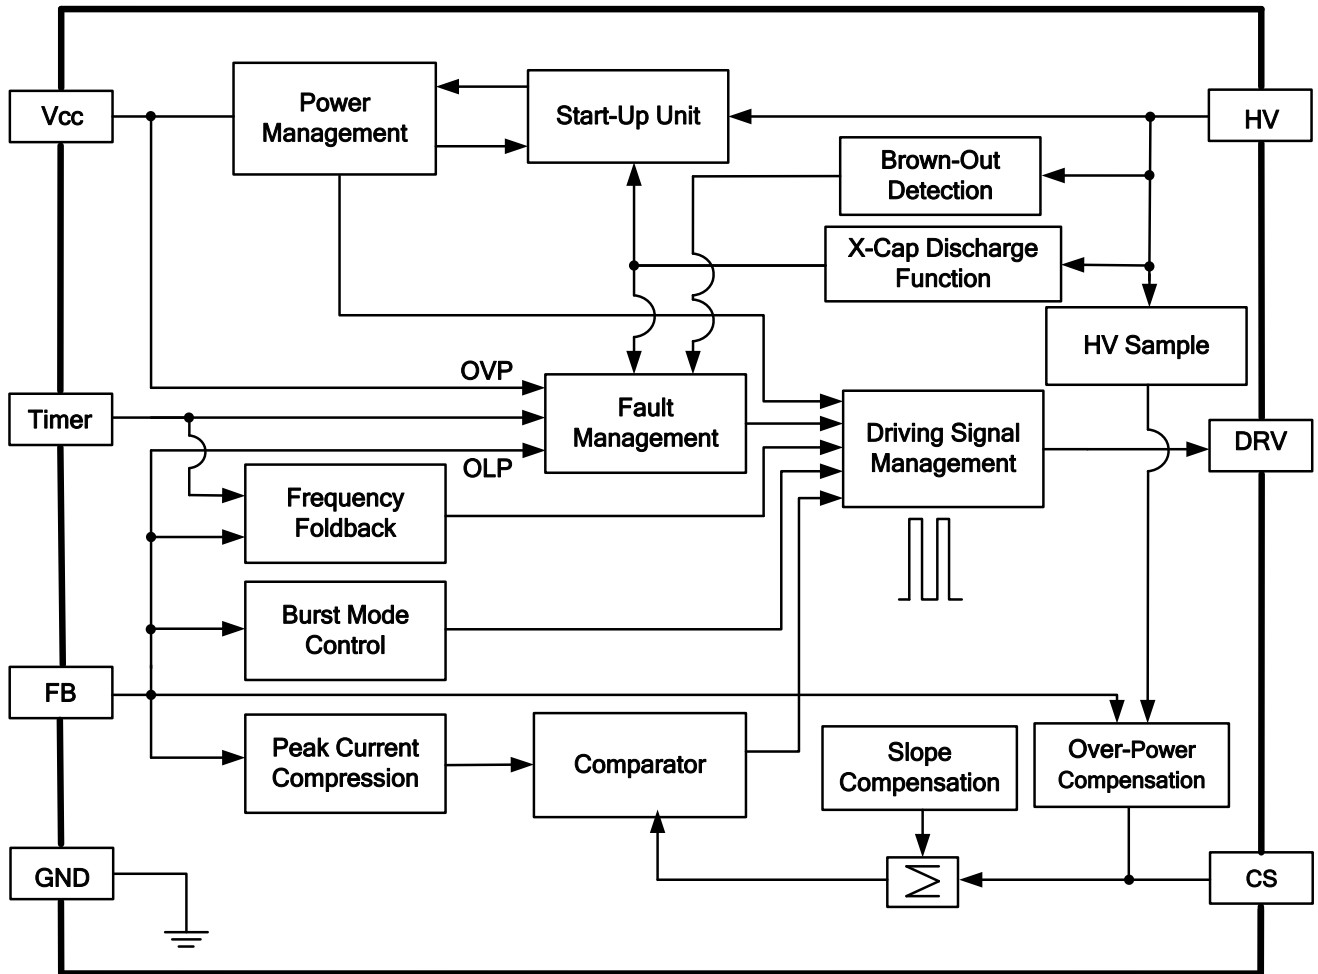 Vcc
Power
Management
Start-Up Unit
HV
Brown-Out
Detection
X-Cap Discharge
Function
HV Sample
OVP
Timer
Fault
Management
Driving Signal
Management
DRV
OLP
Frequency
Foldback
Burst Mode
Control
FB
Peak Current
Compression
Comparator
Slope
Compensation
Over-Power
Compensation
GND
Σ
CS